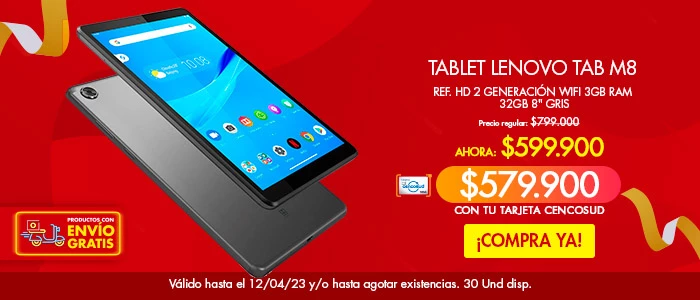 TABLET LENOVO TAB M8
REF. HD 2 GENERACIÓN WIFI 3GB RAM
32GB 8" GRIS
Precio regular: $799.000
AHORA: $599.900
cencosud
$579.900
CON TU TARJETA CENCOSUD
¡COMPRA YA!
PRODUCTOS CON
ENVÍO
GRATIS
Válido hasta el 12/04/23 y/o hasta agotar existencias. 30 Und disp.